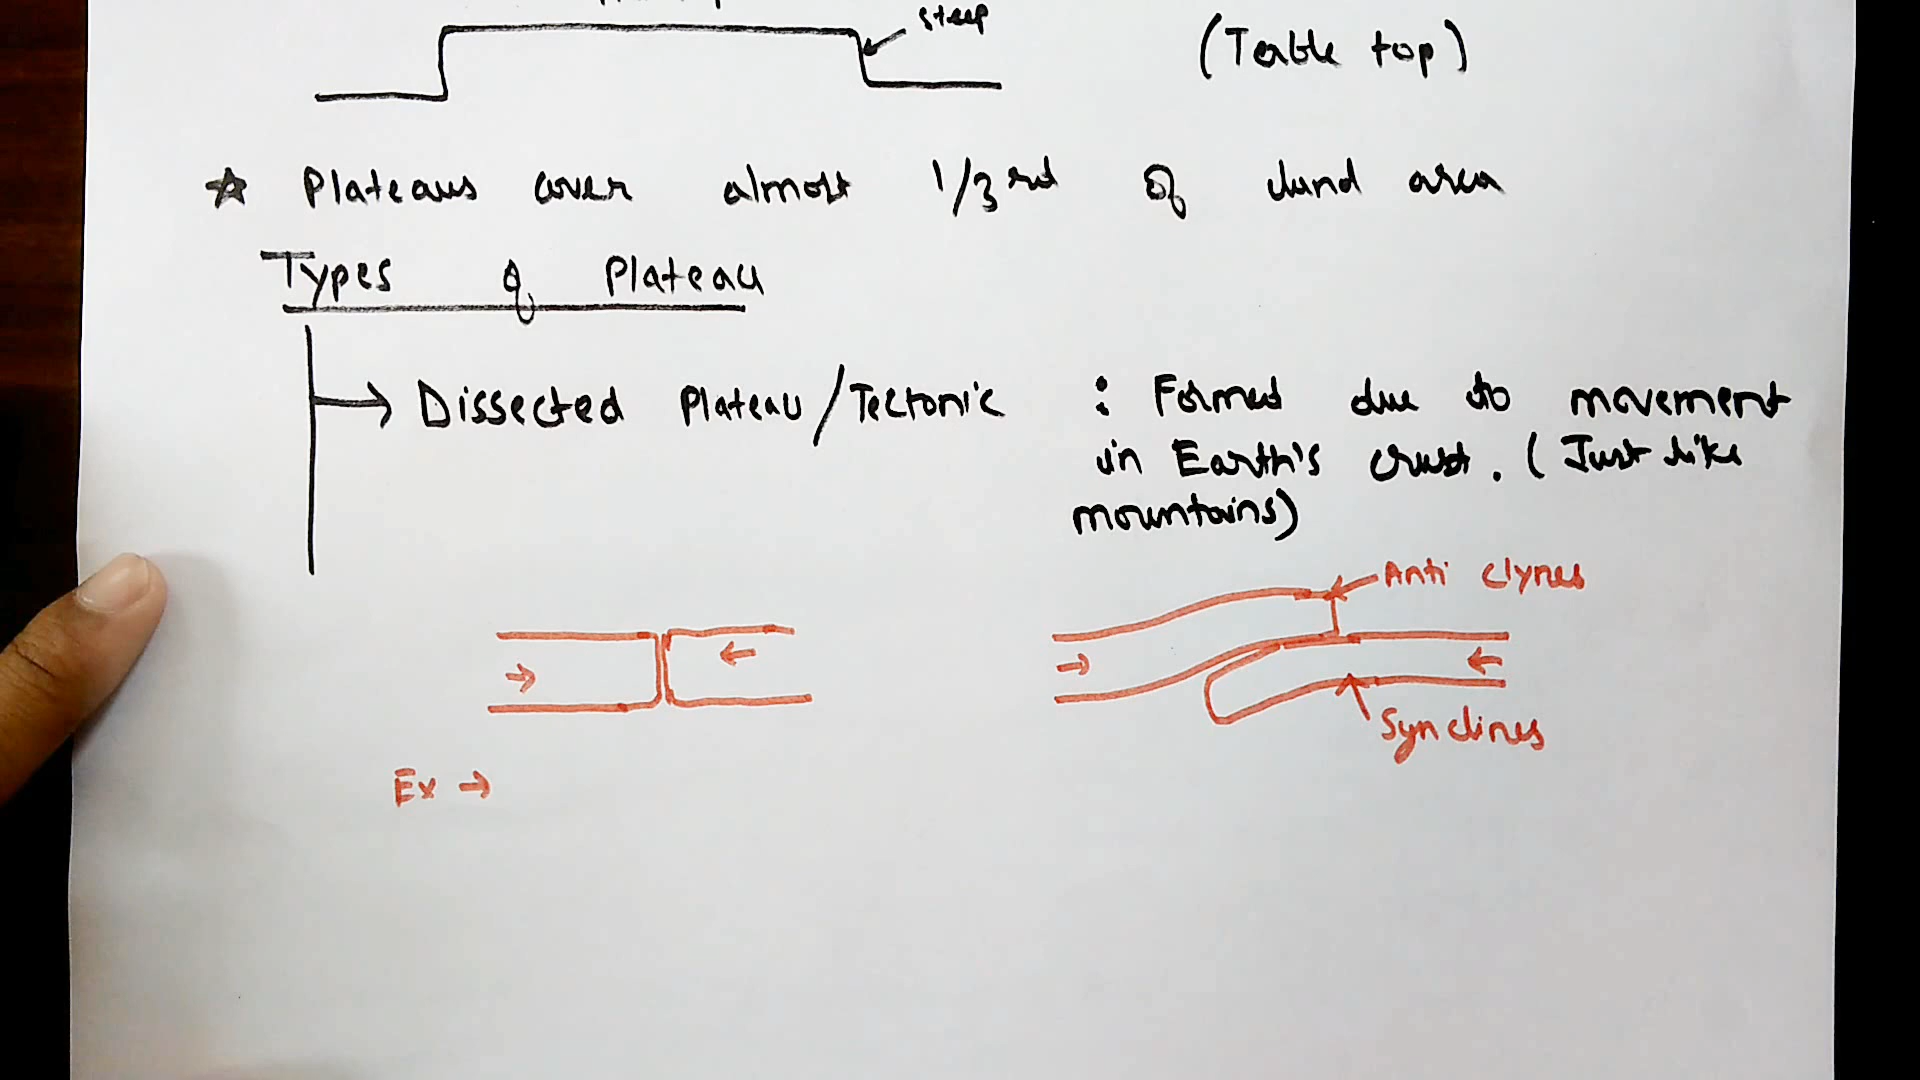 steep
(Table top)
☆ Plateaus cover almost 1/3rd of land area
Types of Plateau
→ Dissected Plateau/Tectonic : Formed due to movement
in Earth's crust. (Just like
mountains)
Anti clynes
→ ← → ←
Synclines
Ex →